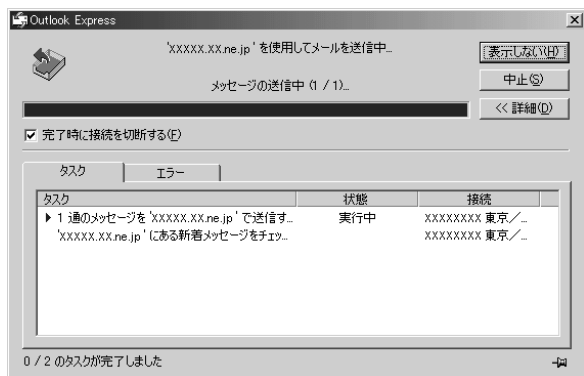 Outlook Express
'xxxxx.xx.ne.jp' を使用してメールを送信中...
表示しない(H)
メッセージの送信中 (1 / 1)...
中止(S)
<< 詳細(D)
完了時に接続を切断する(F)
タスク エラー
タスク 状態 接続
1 通のメッセージを 'xxxxx.xx.ne.jp' で送信す... 実行中 XXXXXXXX 東京／...
'xxxxx.xx.ne.jp' にある新着メッセージをチェッ... XXXXXXXX 東京／...
0 / 2 のタスクが完了しました